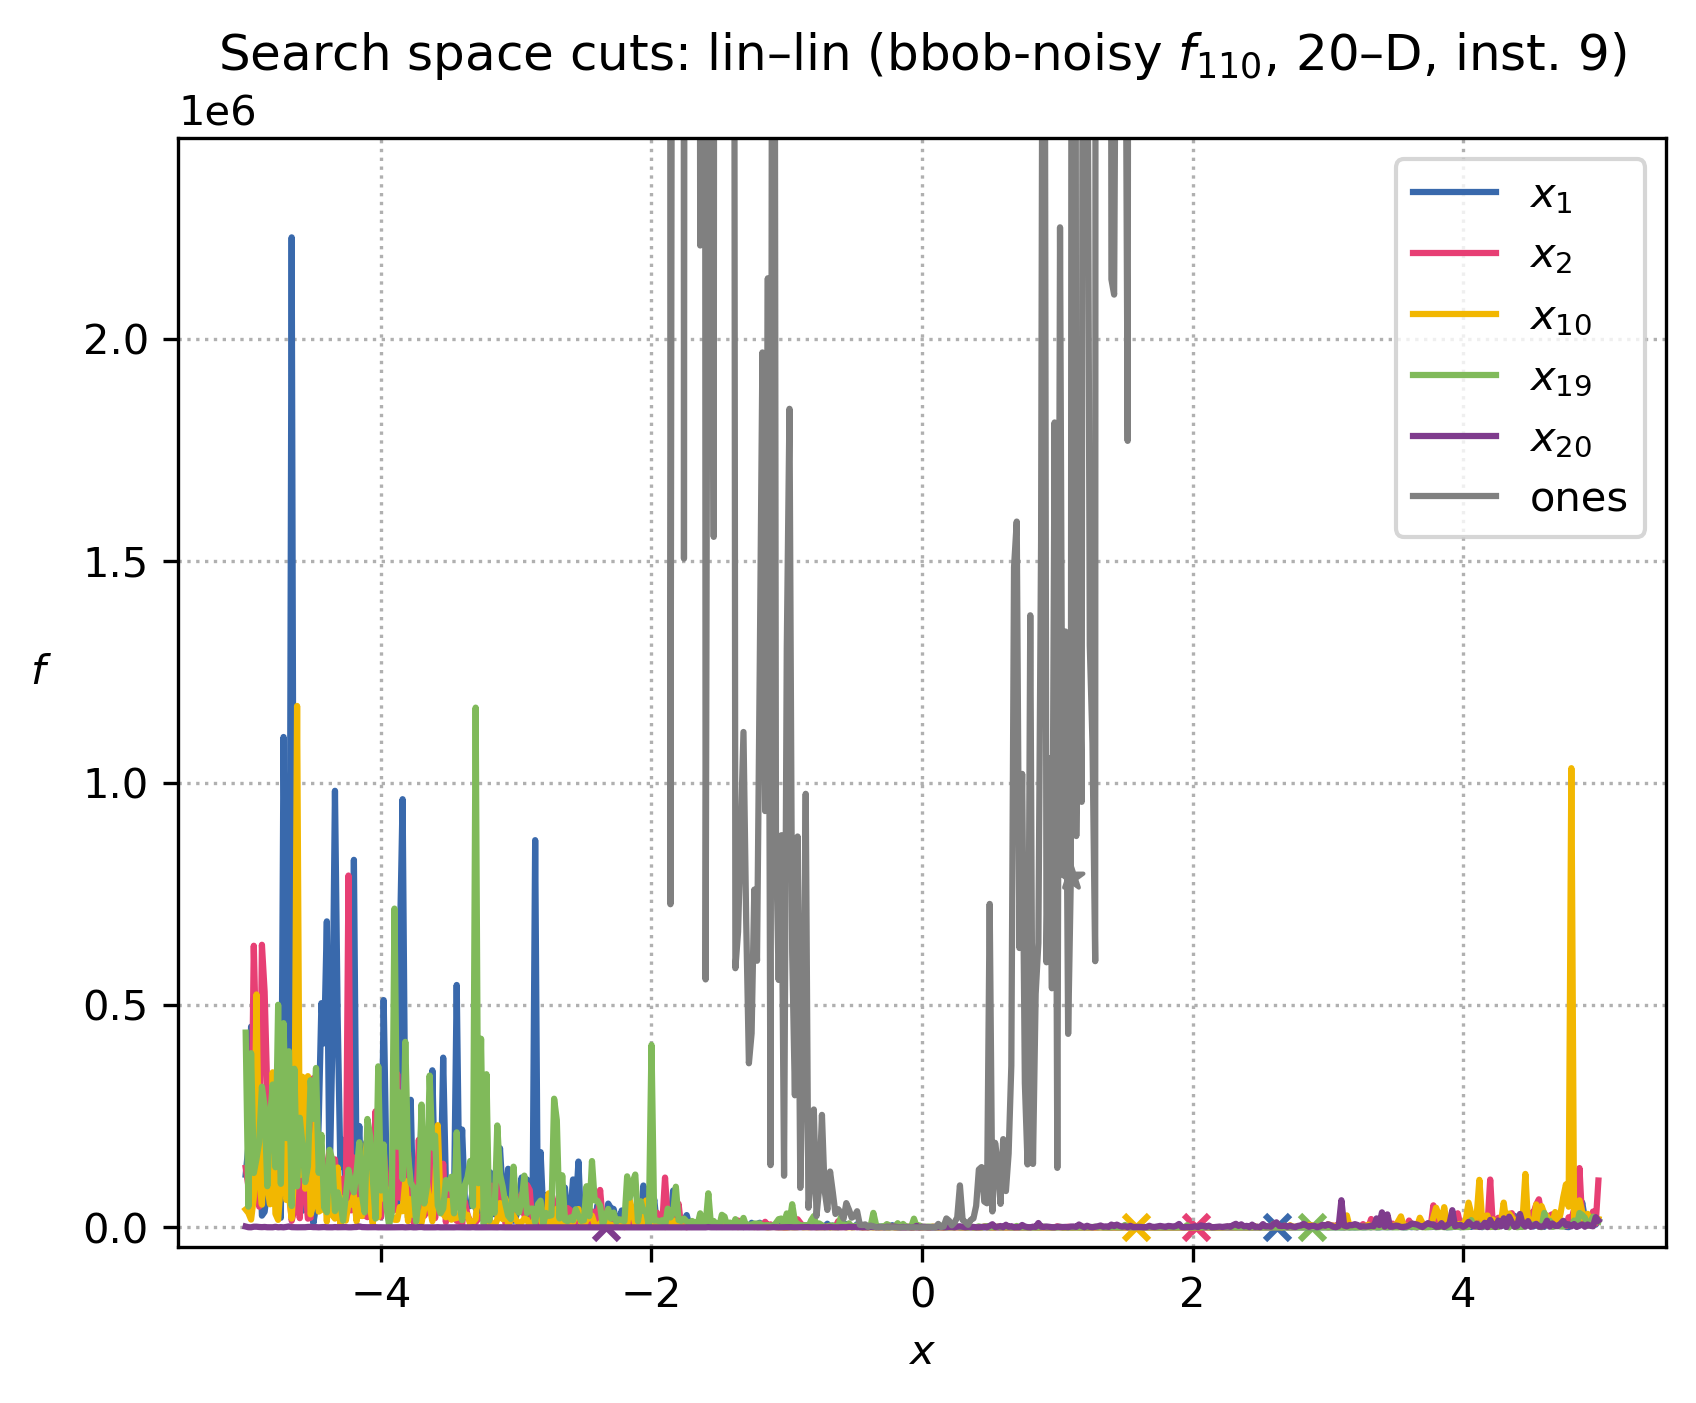 Search space cuts: lin–lin (bbob-noisy f₁₁₀, 20–D, inst. 9)
1e6
x₁
x₂
x₁₀
x₁₉
x₂₀
ones
2.0
1.5
1.0
0.5
0.0
f
−4 −2 0 2 4
x